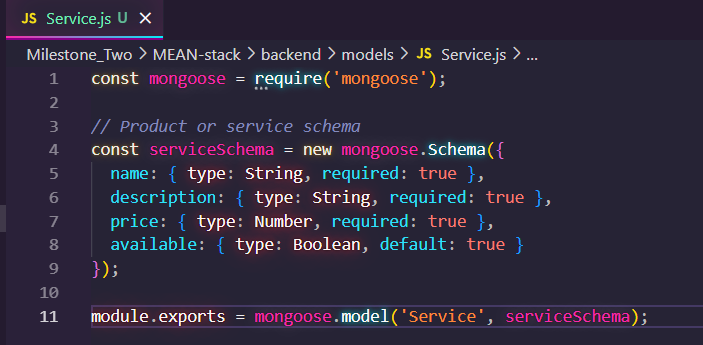 JS Service.js U ×
Milestone_Two > MEAN-stack > backend > models > JS Service.js > ...
1 const mongoose = require('mongoose');
2
3 // Product or service schema
4 const serviceSchema = new mongoose.Schema({
5   name: { type: String, required: true },
6   description: { type: String, required: true },
7   price: { type: Number, required: true },
8   available: { type: Boolean, default: true }
9 });
10
11 module.exports = mongoose.model('Service', serviceSchema);